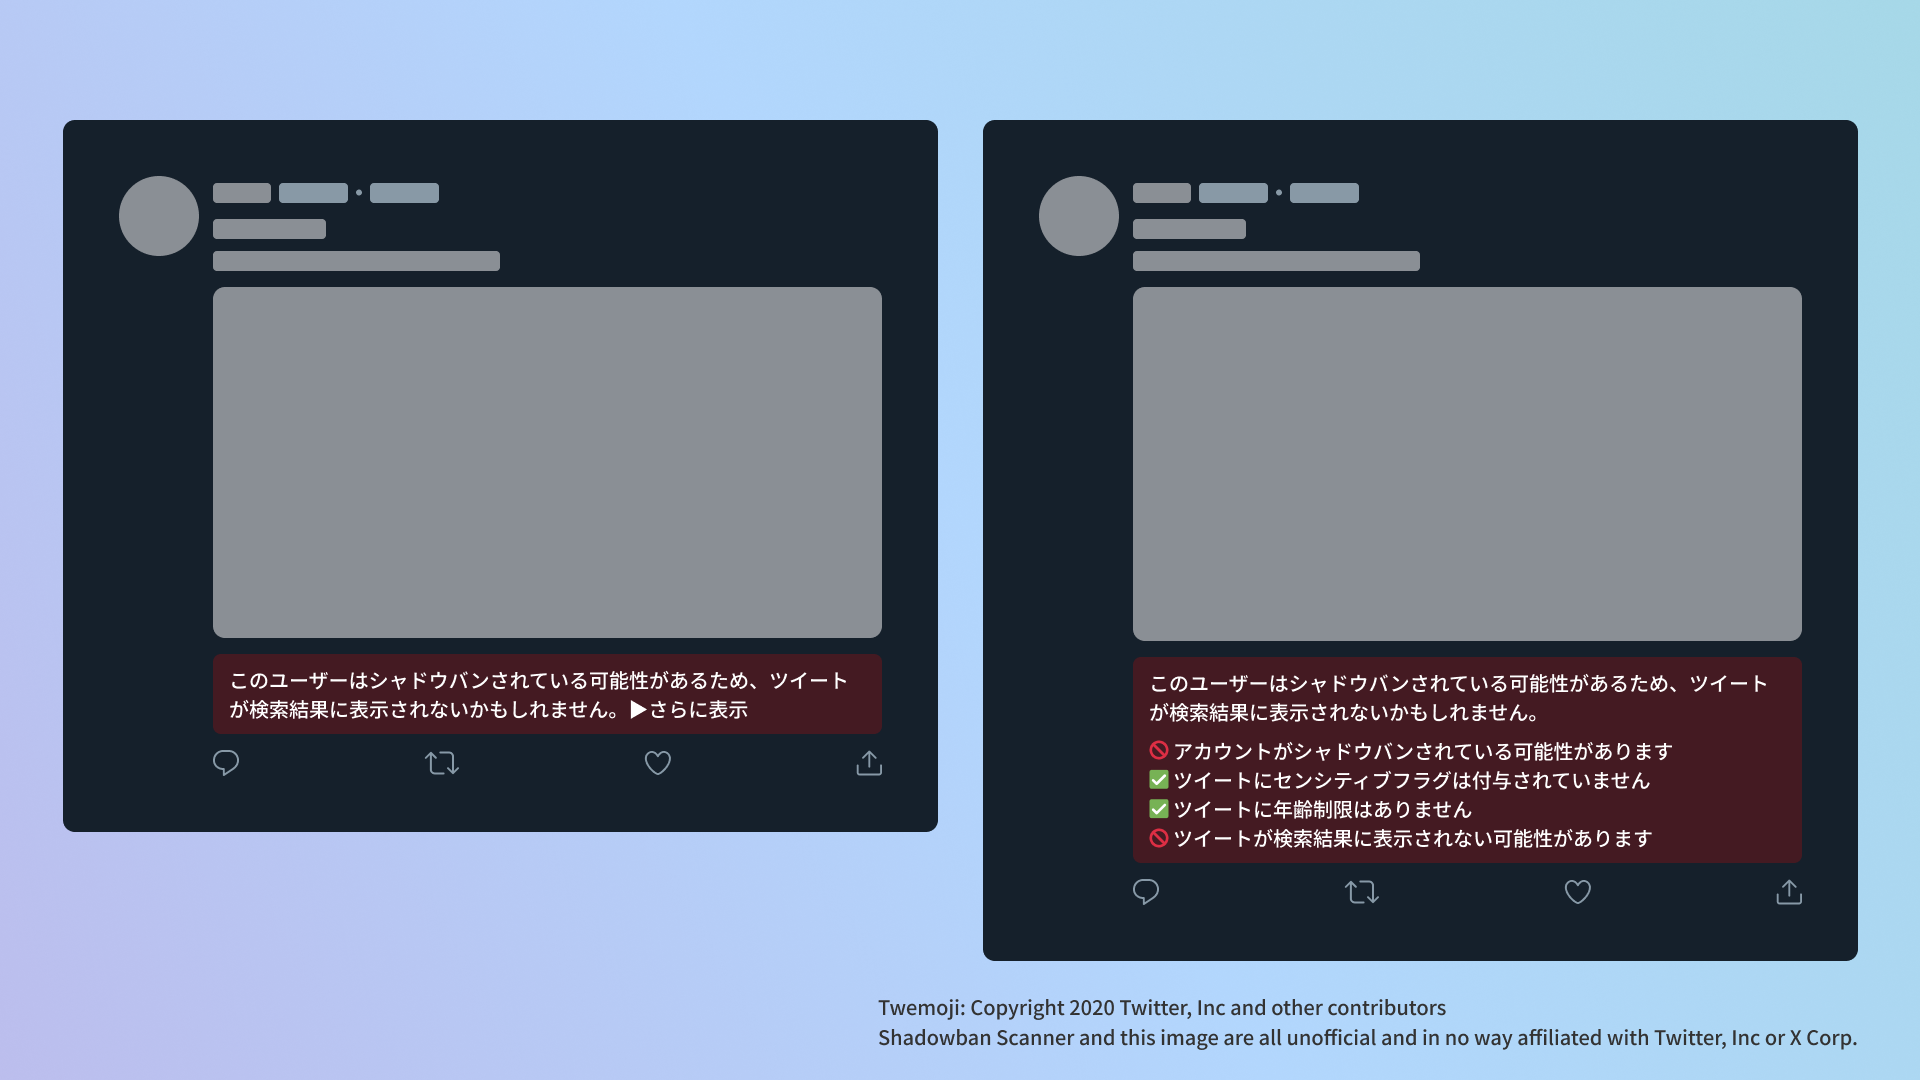 このユーザーはシャドウバンされている可能性があるため、ツイート
が検索結果に表示されないかもしれません。▶さらに表示
このユーザーはシャドウバンされている可能性があるため、ツイート
が検索結果に表示されないかもしれません。
🚫 アカウントがシャドウバンされている可能性があります
✅ ツイートにセンシティブフラグは付与されていません
✅ ツイートに年齢制限はありません
🚫 ツイートが検索結果に表示されない可能性があります
Twemoji: Copyright 2020 Twitter, Inc and other contributors
Shadowban Scanner and this image are all unofficial and in no way affiliated with Twitter, Inc or X Corp.